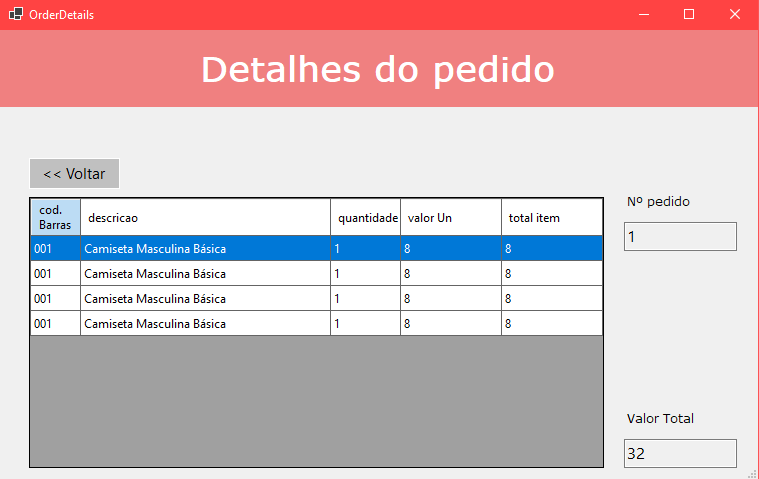 OrderDetails
Detalhes do pedido
<< Voltar
cod. Barras descricao quantidade valor Un total item
001 Camiseta Masculina Básica 1 8 8
001 Camiseta Masculina Básica 1 8 8
001 Camiseta Masculina Básica 1 8 8
001 Camiseta Masculina Básica 1 8 8
Nº pedido
1
Valor Total
32